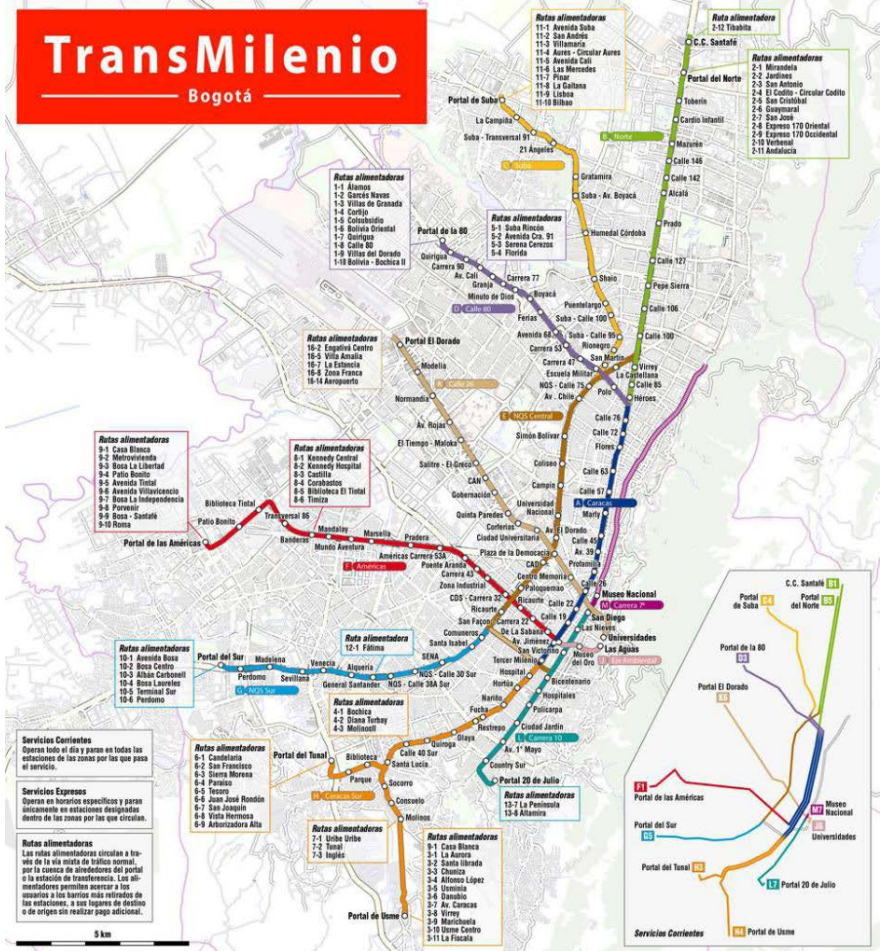 TransMilenio
Bogotá
Rutas alimentadoras
11-1 Avenida Suba
11-2 San Andrés
11-3 Villamaría
11-4 Aures - Circular Aures
11-5 Avenida Cali
11-6 Las Mercedes
11-7 Pinar
11-8 La Gaitana
11-9 Lisboa
11-10 Bilbao
Ruta alimentadora
2-12 Tibabita
C.C. Santafé
Rutas alimentadoras
2-1 Mirandela
2-2 Jardines
2-3 San Antonio
2-4 El Codito - Circular Codito
2-5 San Cristóbal
2-6 Guaymaral
2-7 San José
2-8 Expreso 170 Oriental
2-9 Expreso 170 Occidental
2-10 Verbenal
2-11 Andalucía
Portal del Norte
Toberín
Cardio Infantil
Mazurén
Calle 146
Calle 142
Alcalá
Prado
Calle 127
Pepe Sierra
Calle 106
Calle 100
Virrey
Calle 85
Héroes
B Norte
Portal de Suba
La Campiña
Suba - Transversal 91
21 Ángeles
Suba
Gratamira
Suba - Av. Boyacá
Humedal Córdoba
Shaio
Puentelargo
Suba - Calle 100
Suba - Calle 95
Rionegro
San Martín
Rutas alimentadoras
1-1 Álamos
1-2 Garcés Navas
1-3 Villas de Granada
1-4 Cortijo
1-5 Colsubsidio
1-6 Bolivia Oriental
1-7 Quirigua
1-8 Calle 80
1-9 Villas del Dorado
1-10 Bolivia - Bochica II
Rutas alimentadoras
5-1 Suba Rincón
5-2 Avenida Cra. 91
5-3 Serena Cerezos
5-4 Florida
Portal de la 80
Quirigua
Carrera 90
Av. Cali
Granja
Carrera 77
Minuto de Dios
Boyacá
Ferias
Avenida 68
Carrera 53
Carrera 47
Escuela Militar
Polo
D Calle 80
Rutas alimentadoras
16-2 Engativá Centro
16-5 Villa Amalia
16-7 La Estancia
16-8 Zona Franca
16-14 Aeropuerto
Portal El Dorado
Modelia
K Calle 26
Normandía
Av. Rojas
El Tiempo - Maloka
Salitre - El Greco
CAN
Gobernación
Quinta Paredes
Corferias
Ciudad Universitaria
Plaza de la Democracia
Centro Memoria
La Castellana
NQS - Calle 75
Av. Chile
E NQS Central
Simón Bolívar
Coliseo
Campín
Universidad
Nacional
Av. El Dorado
CAD
Paloquemao
Ricaurte
Calle 76
Calle 72
Flores
Calle 63
Calle 57
A Caracas
Marly
Calle 45
Av. 39
Profamilia
Calle 26
Calle 22
Calle 19
Av. Jiménez
Tercer Milenio
Museo Nacional
M Carrera 7ª
San Diego
Las Nieves
Universidades
Las Aguas
J Eje Ambiental
Museo
del Oro
San Victorino
Rutas alimentadoras
9-1 Casa Blanca
9-2 Metrovivienda
9-3 Bosa La Libertad
9-4 Patio Bonito
9-5 Avenida Tintal
9-6 Avenida Villavicencio
9-7 Bosa La Independencia
9-8 Porvenir
9-9 Bosa - Santafé
9-10 Roma
Rutas alimentadoras
8-1 Kennedy Central
8-2 Kennedy Hospital
8-3 Castilla
8-4 Corabastos
8-5 Biblioteca El Tintal
8-6 Timiza
Portal de las Américas
Patio Bonito
Biblioteca Tintal
Transversal 86
Banderas
Mandalay
Mundo Aventura
Marsella
Américas Carrera 53A
Pradera
Puente Aranda
Carrera 43
Zona Industrial
CDS - Carrera 32
Ricaurte
San Façon
Carrera 22
De La Sabana
F Américas
Rutas alimentadora
10-1 Avenida Bosa
10-2 Bosa Centro
10-3 Albán Carbonell
10-4 Bosa Laureles
10-5 Terminal Sur
10-6 Perdomo
Ruta alimentadora
12-1 Fátima
Portal del Sur
Perdomo
Madelena
Sevillana
Venecia
Alquería
General Santander
NQS - Calle 38A Sur
NQS - Calle 30 Sur
SENA
Santa Isabel
Comuneros
G NQS Sur
Rutas alimentadoras
4-1 Bochica
4-2 Diana Turbay
4-3 Molinosll
Hospital
Hortúa
Nariño
Fucha
Restrepo
Olaya
Quiroga
Calle 40 Sur
Santa Lucía
Socorro
Consuelo
Molinos
Portal de Usme
Bicentenario
Hospitales
Policarpa
Ciudad Jardín
L Carrera 10
Av. 1º Mayo
Country Sur
Portal 20 de Julio
Rutas alimentadoras
13-7 La Península
13-8 Altamira
Rutas alimentadoras
6-1 Candelaria
6-2 San Francisco
6-3 Sierra Morena
6-4 Paraíso
6-5 Tesoro
6-6 Juan José Rondón
6-7 San Joaquín
6-8 Vista Hermosa
6-9 Arborizadora Alta
Portal del Tunal
Biblioteca
Parque
H Caracas Sur
Rutas alimentadoras
7-1 Uribe Uribe
7-2 Tunal
7-3 Inglés
Rutas alimentadoras
9-1 Casa Blanca
3-1 La Aurora
3-2 Santa librada
3-3 Chuniza
3-4 Alfonso López
3-5 Usminia
3-6 Danubio
3-7 Av. Caracas
3-8 Virrey
3-9 Marichuela
3-10 Usme Centro
3-11 La Fiscala
Servicios Corrientes
Operan todo el día y paran en todas las
estaciones de las zonas por las que pasa
el servicio.
Servicios Expresos
Operan en horarios específicos y paran
únicamente en estaciones designadas
dentro de las zonas por las que circulan.
Rutas alimentadoras
Las rutas alimentadoras circulan a tra-
vés de la vía mixta de tráfico normal,
por la cuenca de alrededores del portal
o la estación de transferencia. Los ali-
mentadores permiten acercar a los
usuarios a los barrios más retirados de
las estaciones, a sus lugares de destino
o de origen sin realizar pago adicional.
5 km
C.C. Santafé B1
Portal
de Suba
C4
Portal
del Norte
B5
Portal de la 80
D3
Portal El Dorado
K6
F1
Portal de las Américas
Portal del Sur
G5
M7 Museo
Nacional
Universidades
Portal del Tunal
H3
L7 Portal 20 de Julio
H4 Portal de Usme
Servicios Corrientes